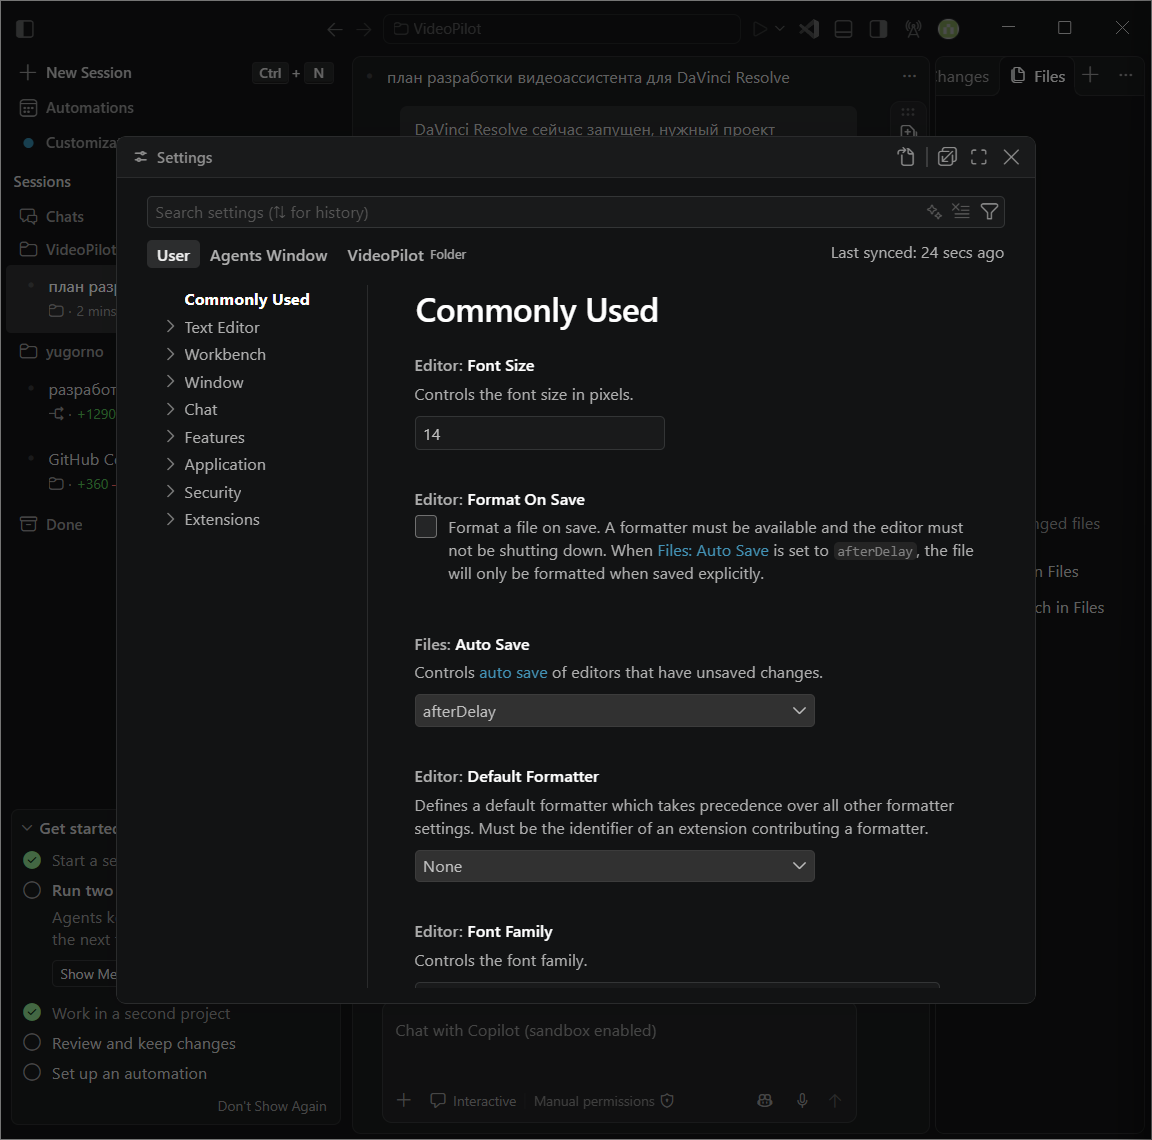 VideoPilot
New Session
Ctrl + N
Automations
Customiza
Sessions
Chats
VideoPilot
план разр
2 mins
yugorno
разработ
+1290
GitHub Co
+360 -
Done
Get started
Start a se
Run two
Agents k
the next
Show Me
Work in a second project
Review and keep changes
Set up an automation
Don't Show Again
план разработки видеоассистента для DaVinci Resolve
DaVinci Resolve сейчас запущен, нужный проект
Settings
Search settings (⇅ for history)
User
Agents Window
VideoPilot Folder
Last synced: 24 secs ago
Commonly Used
Text Editor
Workbench
Window
Chat
Features
Application
Security
Extensions
Commonly Used
Editor: Font Size
Controls the font size in pixels.
14
Editor: Format On Save
Format a file on save. A formatter must be available and the editor must
not be shutting down. When Files: Auto Save is set to afterDelay, the file
will only be formatted when saved explicitly.
Files: Auto Save
Controls auto save of editors that have unsaved changes.
afterDelay
Editor: Default Formatter
Defines a default formatter which takes precedence over all other formatter
settings. Must be the identifier of an extension contributing a formatter.
None
Editor: Font Family
Controls the font family.
Chat with Copilot (sandbox enabled)
Interactive
Manual permissions
hanges
Files
nged files
n Files
ch in Files